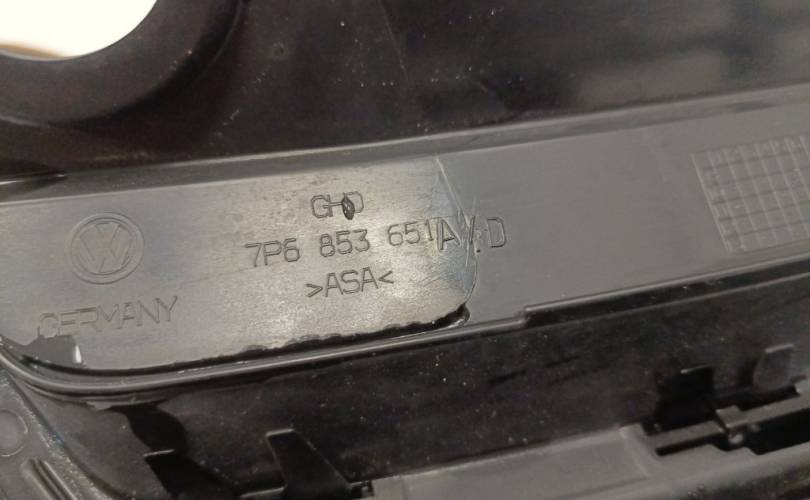 GHD
7P6 853 651 A / D
>ASA<
GERMANY